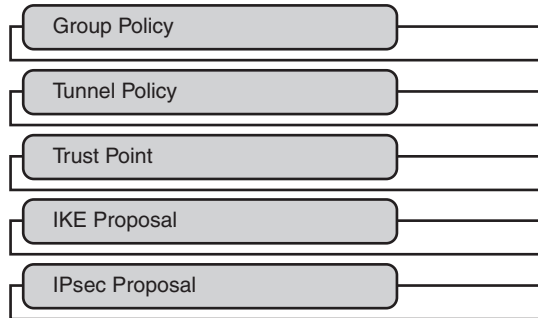 Group Policy
Tunnel Policy
Trust Point
IKE Proposal
IPsec Proposal